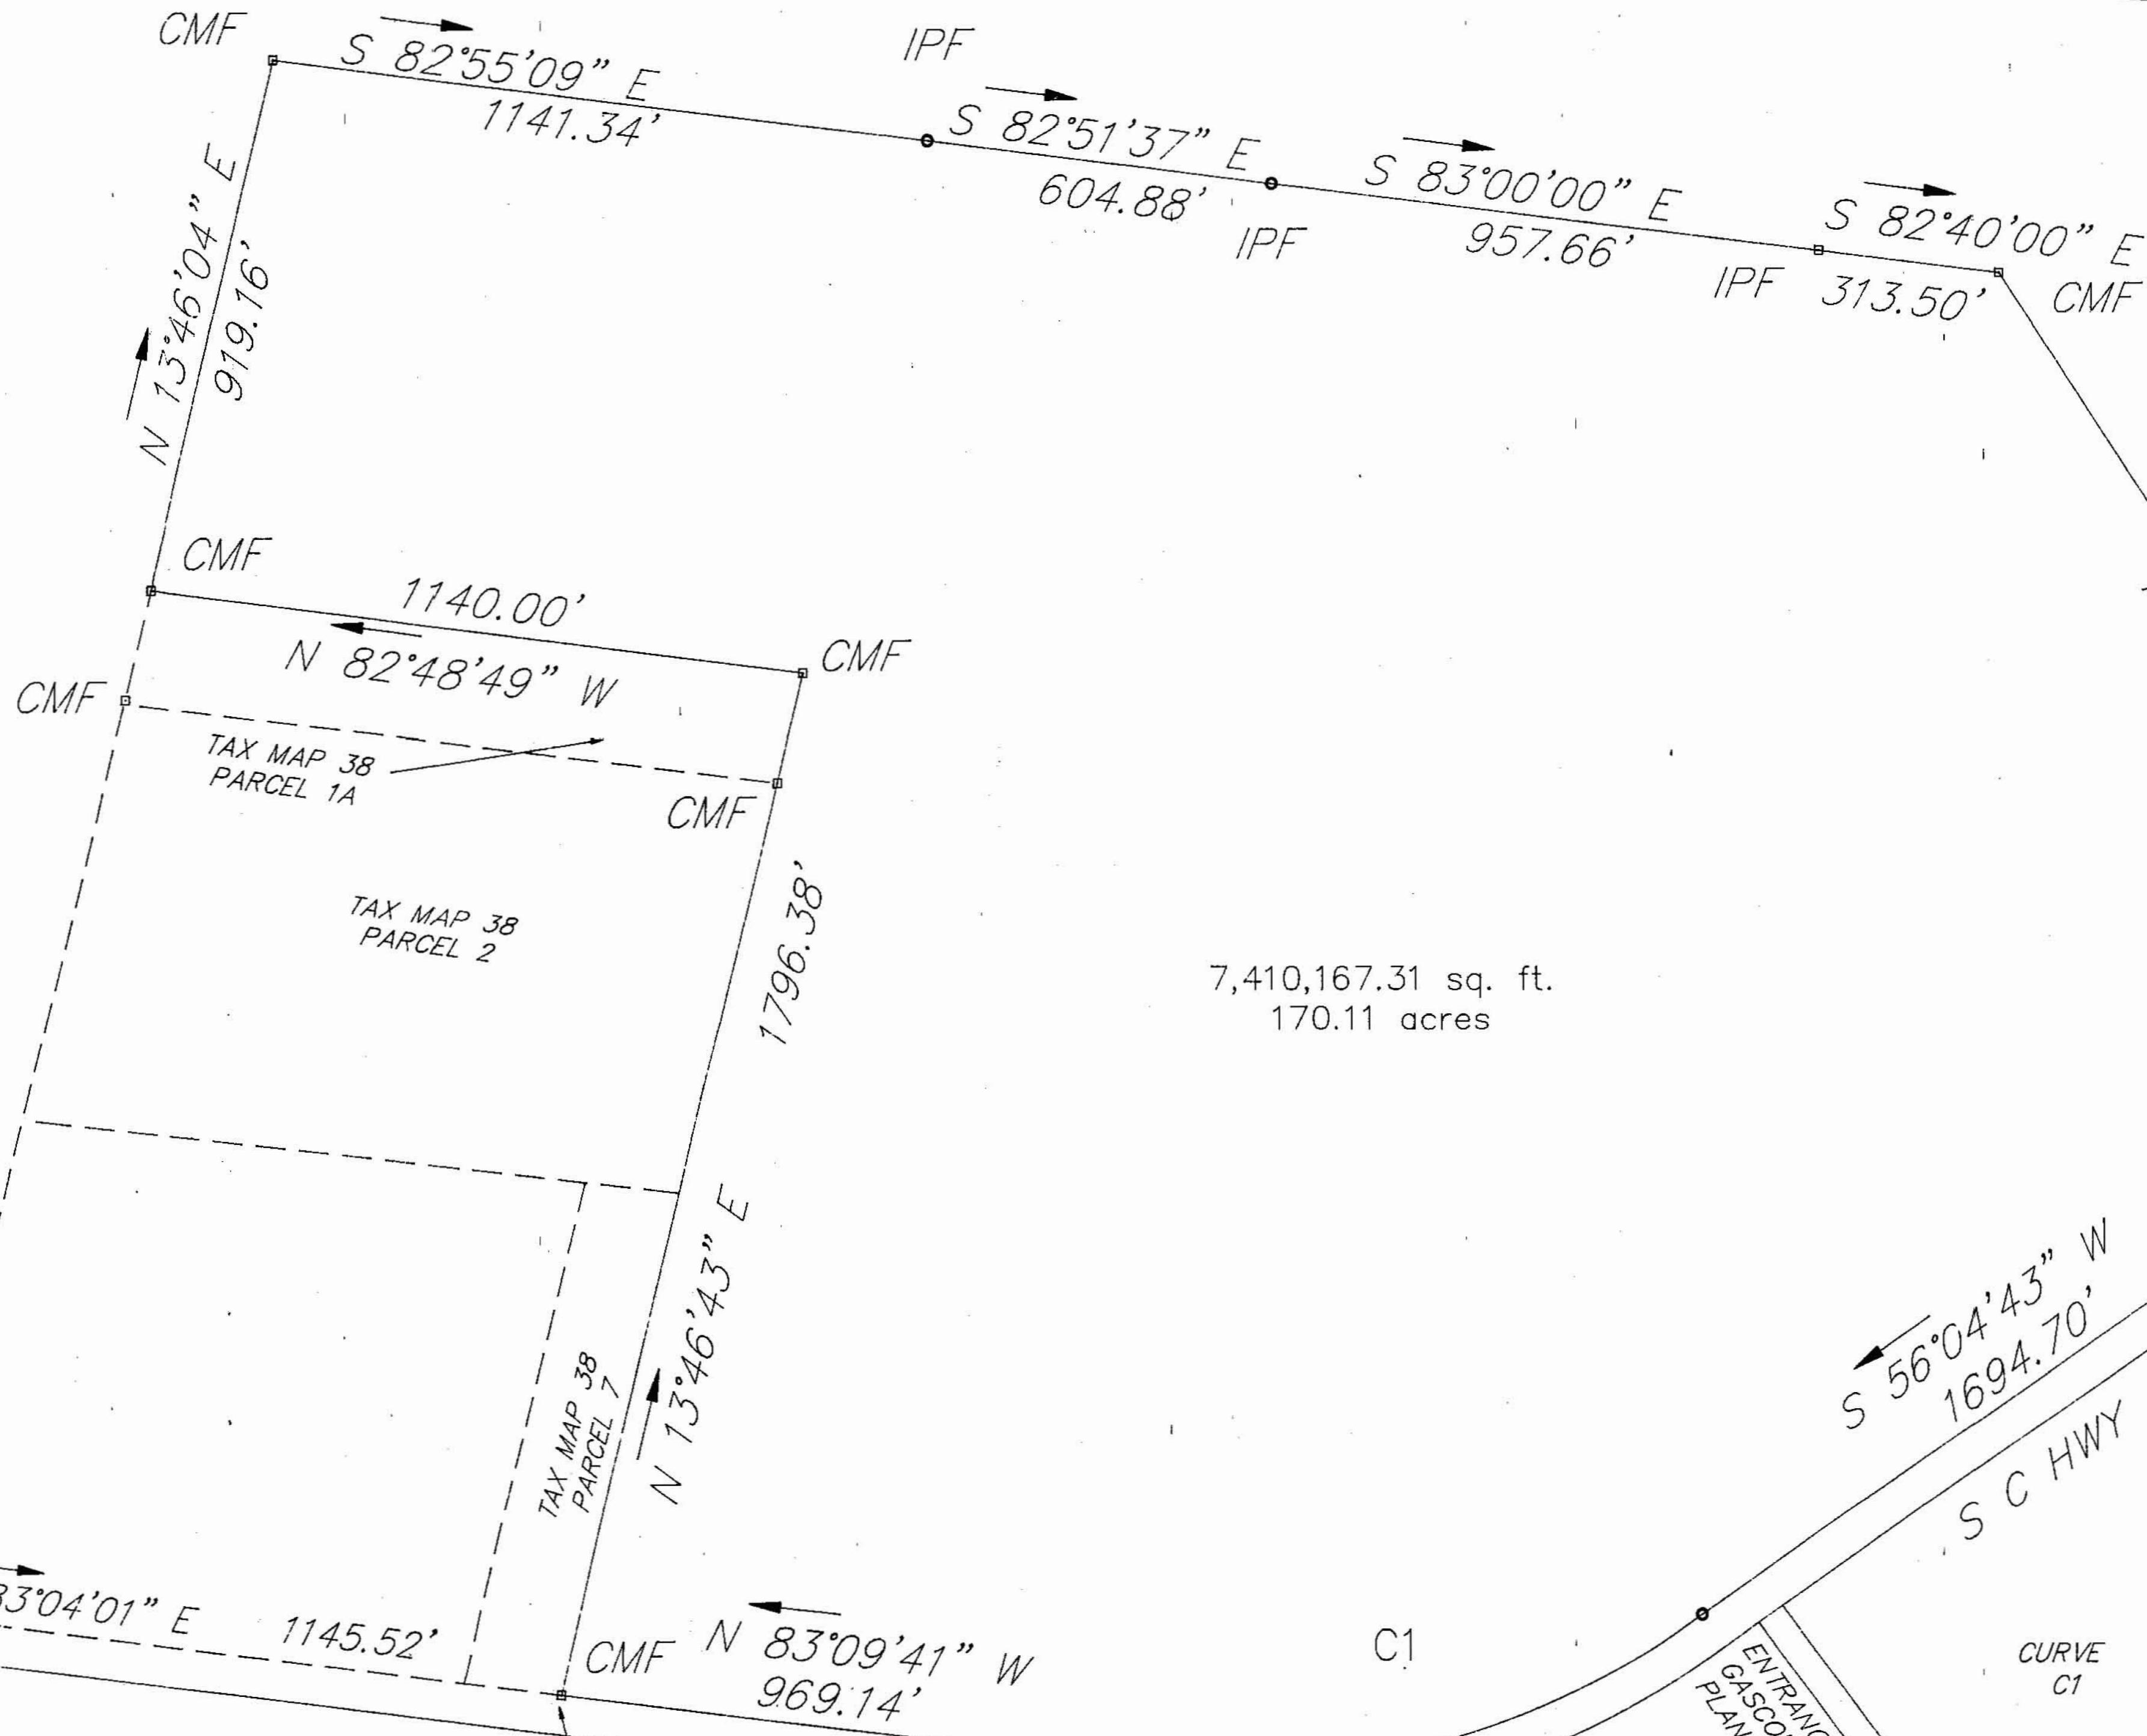 CMF
S 82°55'09" E
1141.34'
IPF
S 82°51'37" E
604.88'
IPF
S 83°00'00" E
957.66'
IPF
S 82°40'00" E
313.50'
CMF
N 13°46'04" E
919.16'
CMF
1140.00'
N 82°48'49" W
CMF
CMF
TAX MAP 38
PARCEL 1A
CMF
TAX MAP 38
PARCEL 2
1796.38'
N 13°46'43" E
7,410,167.31 sq. ft.
170.11 acres
TAX MAP 38
PARCEL 7
S 56°04'43" W
1694.70'
S C HWY
3°04'01" E
1145.52'
CMF
N 83°09'41" W
969.14'
C1
ENTRANC
GASCO
PLAN
CURVE
C1